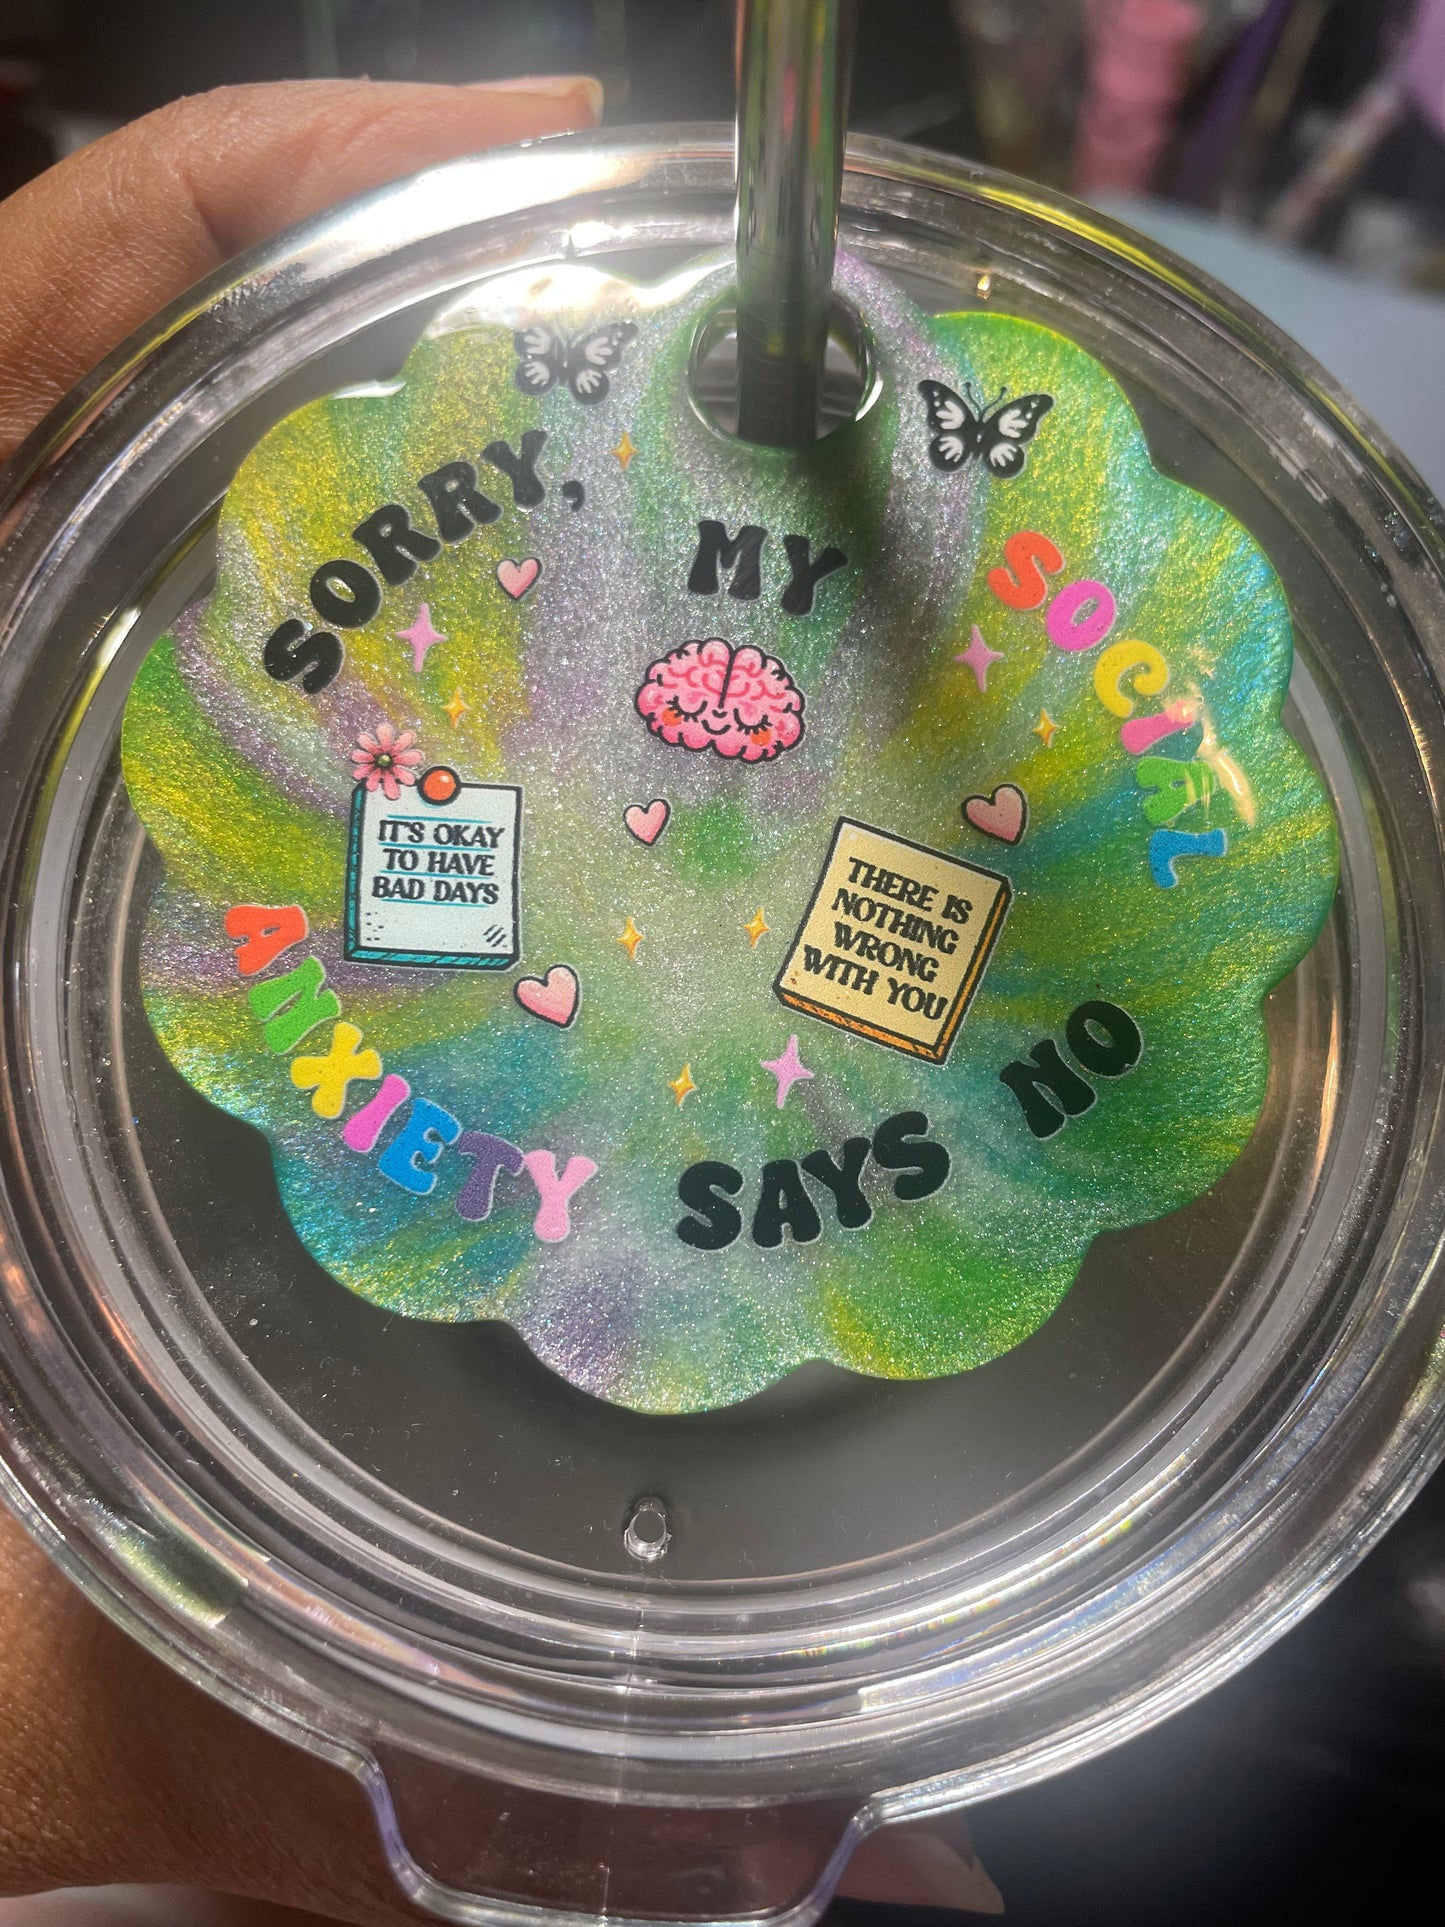 SORRY, MY SOCIAL
IT'S OKAY
TO HAVE
BAD DAYS
THERE IS
NOTHING
WRONG
WITH YOU
ANXIETY SAYS NO